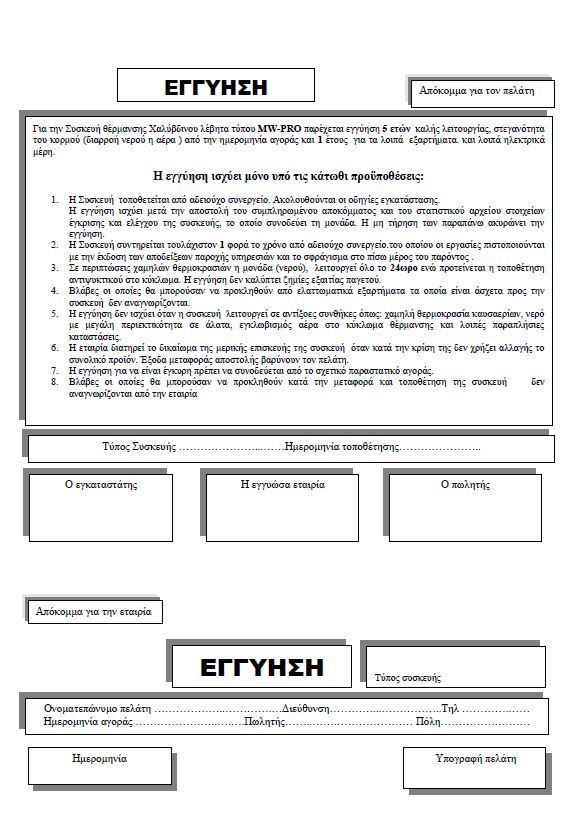 ΕΓΓΥΗΣΗ
Απόκομμα για τον πελάτη
Για την Συσκευή θέρμανσης Χαλύβδινου λέβητα τύπου MW-PRO παρέχεται εγγύηση 5 ετών καλής λειτουργίας, στεγανότητα
του κορμού (διαρροή νερού η αέρα ) από την ημερομηνία αγοράς και 1 έτους για τα λοιπά εξαρτήματα. και λοιπά ηλεκτρικά
μέρη.
Η εγγύηση ισχύει μόνο υπό τις κάτωθι προϋποθέσεις:
1. Η Συσκευή τοποθετείται από αδειούχο συνεργείο. Ακολουθούνται οι οδηγίες εγκατάστασης.
Η εγγύηση ισχύει μετά την αποστολή του συμπληρωμένου αποκόμματος και του στατιστικού αρχείου στοιχείων
έγκρισης και ελέγχου της συσκευής, το οποίο συνοδεύει τη μονάδα. Η μη τήρηση των παραπάνω ακυρώνει την
εγγύηση.
2. Η Συσκευή συντηρείται τουλάχιστον 1 φορά το χρόνο από αδειούχο συνεργείο.του οποίου οι εργασίες πιστοποιούνται
με την έκδοση των αποδείξεων παροχής υπηρεσιών και το σφράγισμα στο πίσω μέρος του παρόντος .
3. Σε περιπτώσεις χαμηλών θερμοκρασιών η μονάδα (νερού), λειτουργεί όλο το 24ωρο ενώ προτείνεται η τοποθέτηση
αντιψυκτικού στο κύκλωμα. Η εγγύηση δεν καλύπτει ζημίες εξαιτίας παγετού.
4. Βλάβες οι οποίες θα μπορούσαν να προκληθούν από ελαττωματικά εξαρτήματα τα οποία είναι άσχετα προς την
συσκευή δεν αναγνωρίζονται.
5. Η εγγύηση δεν ισχύει όταν η συσκευή λειτουργεί σε αντίξοες συνθήκες όπως: χαμηλή θερμοκρασία καυσαερίων, νερό
με μεγάλη περιεκτικότητα σε άλατα, εγκλωβισμός αέρα στο κύκλωμα θέρμανσης και λοιπές παραπλήσιες
καταστάσεις.
6. Η εταιρία διατηρεί το δικαίωμα της μερικής επισκευής της συσκευή όταν κατά την κρίση της δεν χρήζει αλλαγής το
συνολικό προϊόν. Έξοδα μεταφοράς αποστολής βαρύνουν τον πελάτη.
7. Η εγγύηση για να είναι έγκυρη πρέπει να συνοδεύεται από το σχετικό παραστατικό αγοράς.
8. Βλάβες οι οποίες θα μπορούσαν να προκληθούν κατά την μεταφορά και τοποθέτηση της συσκευή δεν
αναγνωρίζονται από την εταιρία
Τύπος Συσκευής …………………...……Ημερομηνία τοποθέτησης…………………..
Ο εγκαταστάτης
Η εγγυώσα εταιρία
Ο πωλητής
Απόκομμα για την εταιρία
ΕΓΓΥΗΣΗ
Τύπος συσκευής
Ονοματεπώνυμο πελάτη ……………………………Διεύθυνση……………………….Τηλ …………………
Ημερομηνία αγοράς …………………………Πωλητής……………………………… Πόλη……………………
Ημερομηνία
Υπογραφή πελάτη